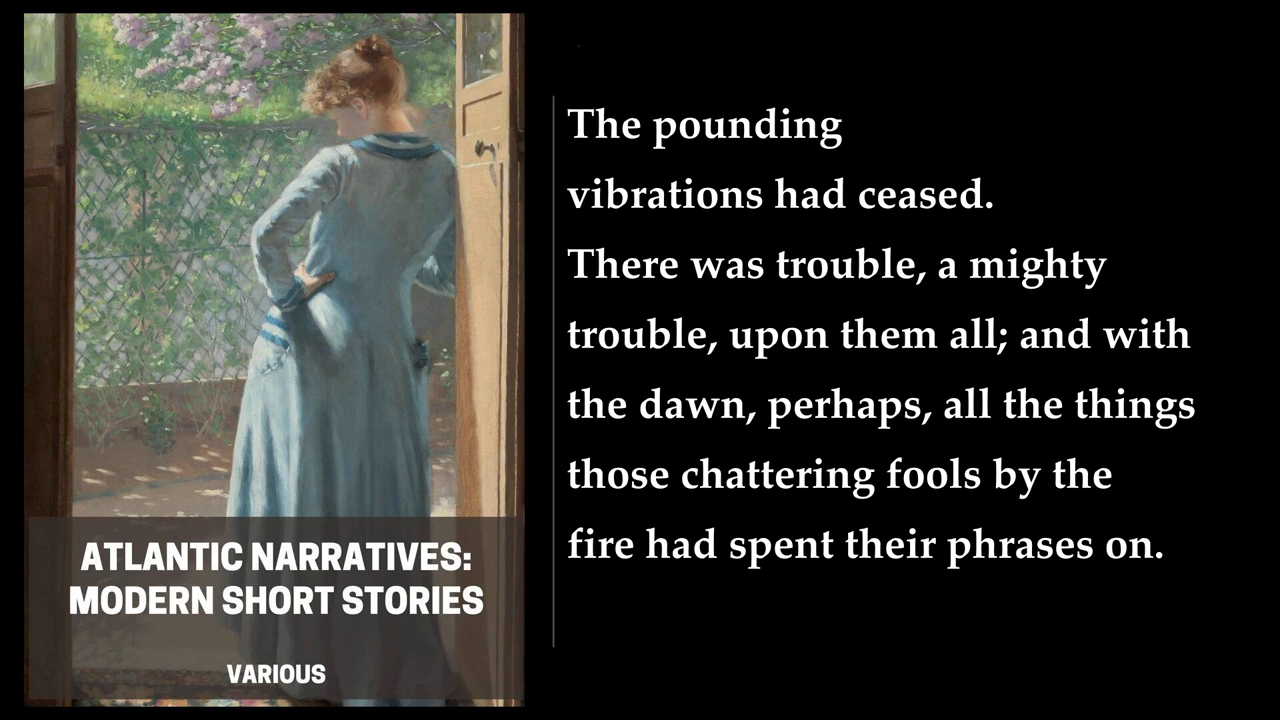 ATLANTIC NARRATIVES:
MODERN SHORT STORIES
VARIOUS
The pounding
vibrations had ceased.
There was trouble, a mighty
trouble, upon them all; and with
the dawn, perhaps, all the things
those chattering fools by the
fire had spent their phrases on.